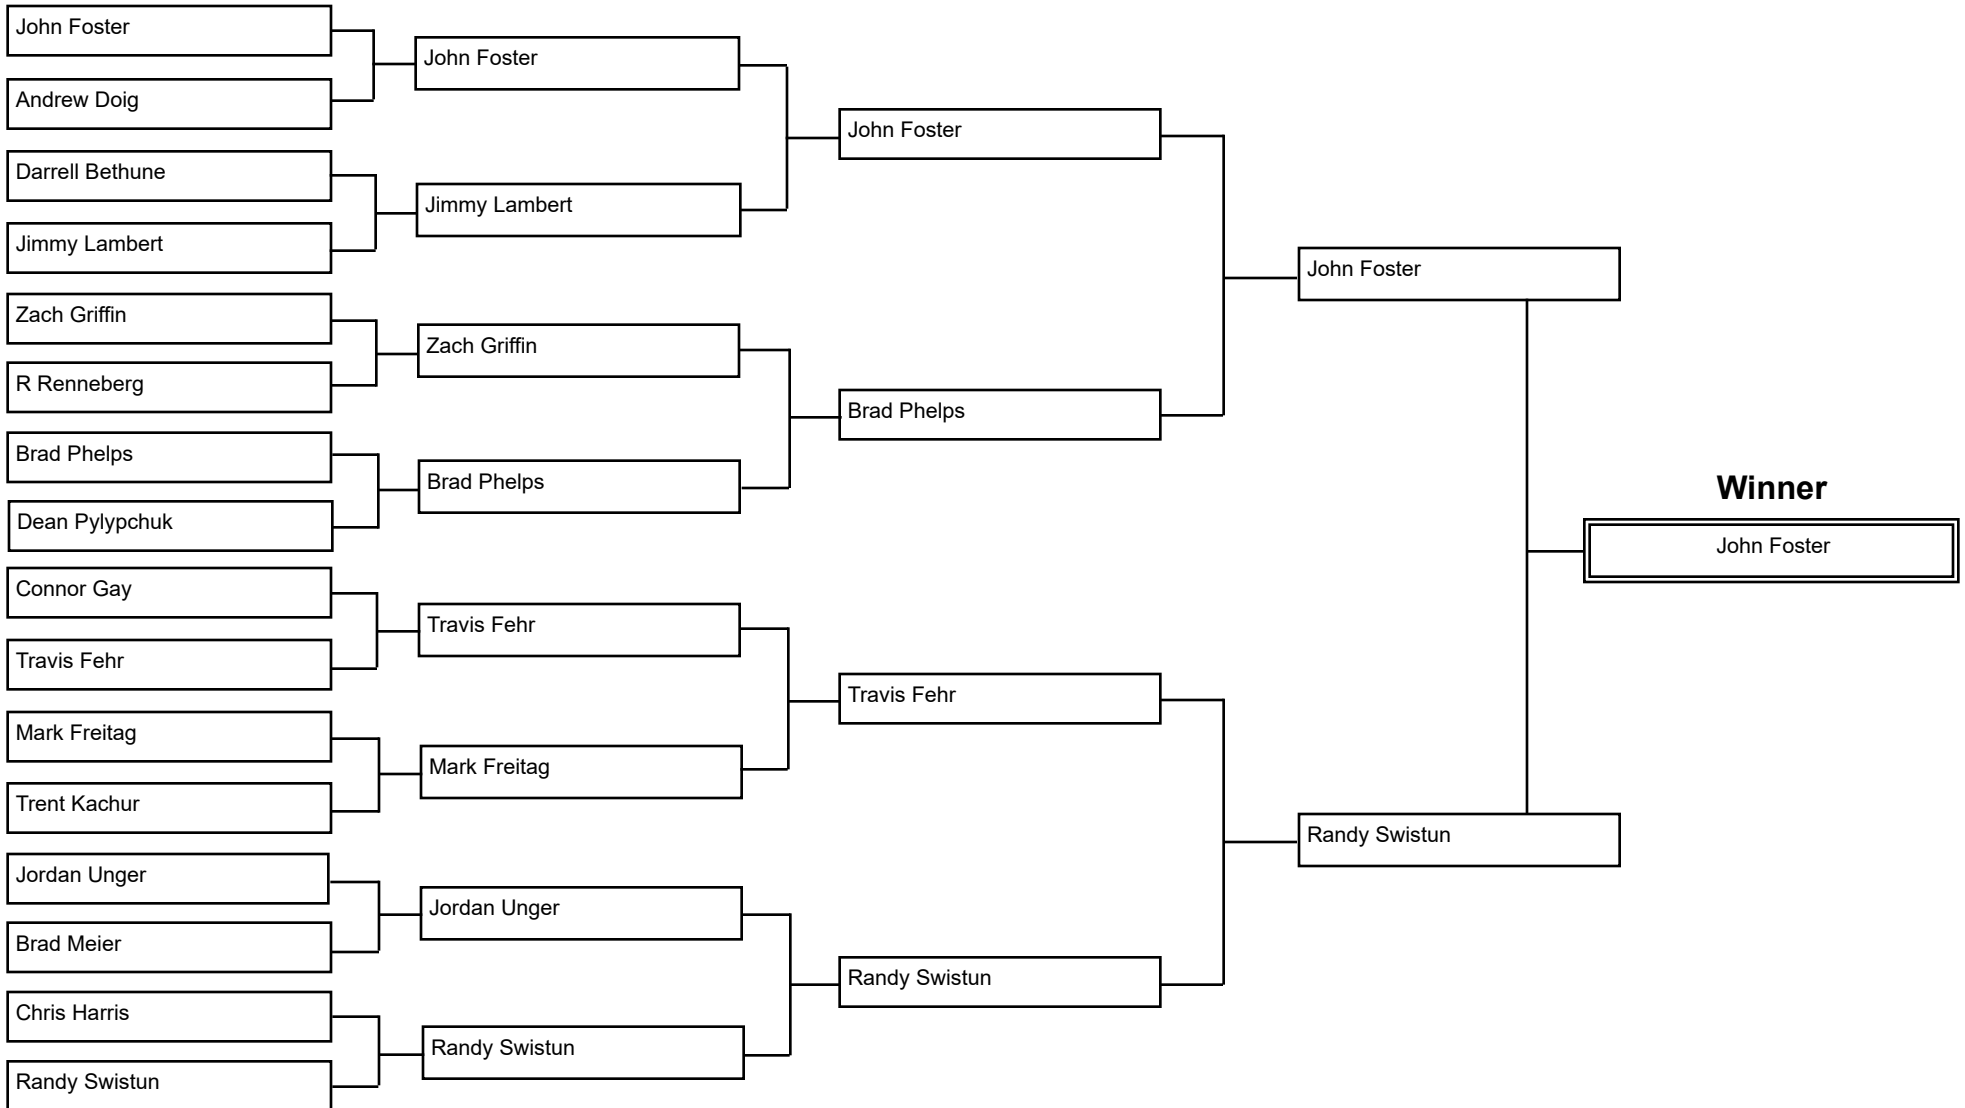 John Foster
Andrew Doig
Darrell Bethune
Jimmy Lambert
Zach Griffin
R Renneberg
Brad Phelps
Dean Pylypchuk
Connor Gay
Travis Fehr
Mark Freitag
Trent Kachur
Jordan Unger
Brad Meier
Chris Harris
Randy Swistun
John Foster
Jimmy Lambert
Zach Griffin
Brad Phelps
Travis Fehr
Mark Freitag
Jordan Unger
Randy Swistun
John Foster
Brad Phelps
Travis Fehr
Randy Swistun
John Foster
Randy Swistun
Winner
John Foster